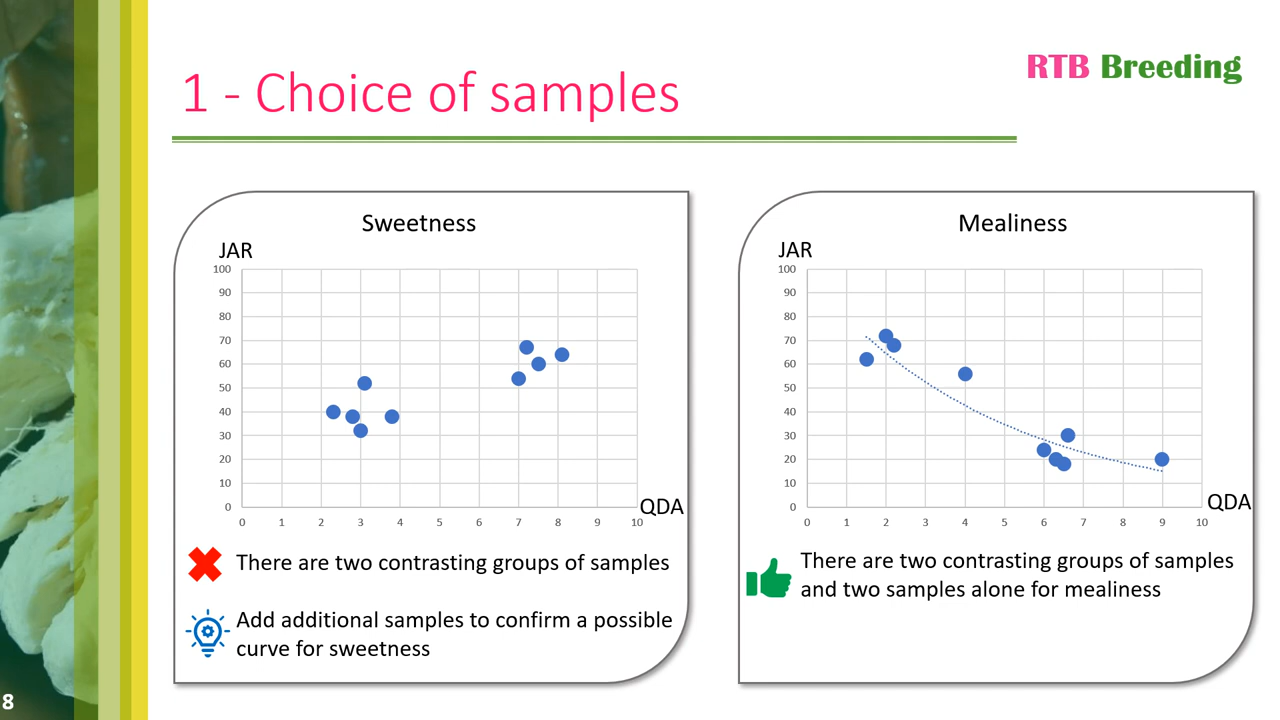 1 - Choice of samples
RTB Breeding
Sweetness
JAR
100
90
80
70
60
50
40
30
20
10
0
0 1 2 3 4 5 6 7 8 9 10
QDA
There are two contrasting groups of samples
Add additional samples to confirm a possible
curve for sweetness
Mealiness
JAR
100
90
80
70
60
50
40
30
20
10
0
0 1 2 3 4 5 6 7 8 9 10
QDA
There are two contrasting groups of samples
and two samples alone for mealiness
8